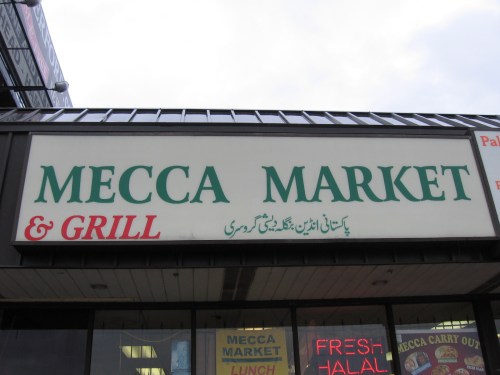 MECCA MARKET
& GRILL
پاکستانی انڈین بنگلہ دیشی گروسری
MECCA
MARKET
LUNCH
FRESH
HALAL
MECCA CARRY OUT